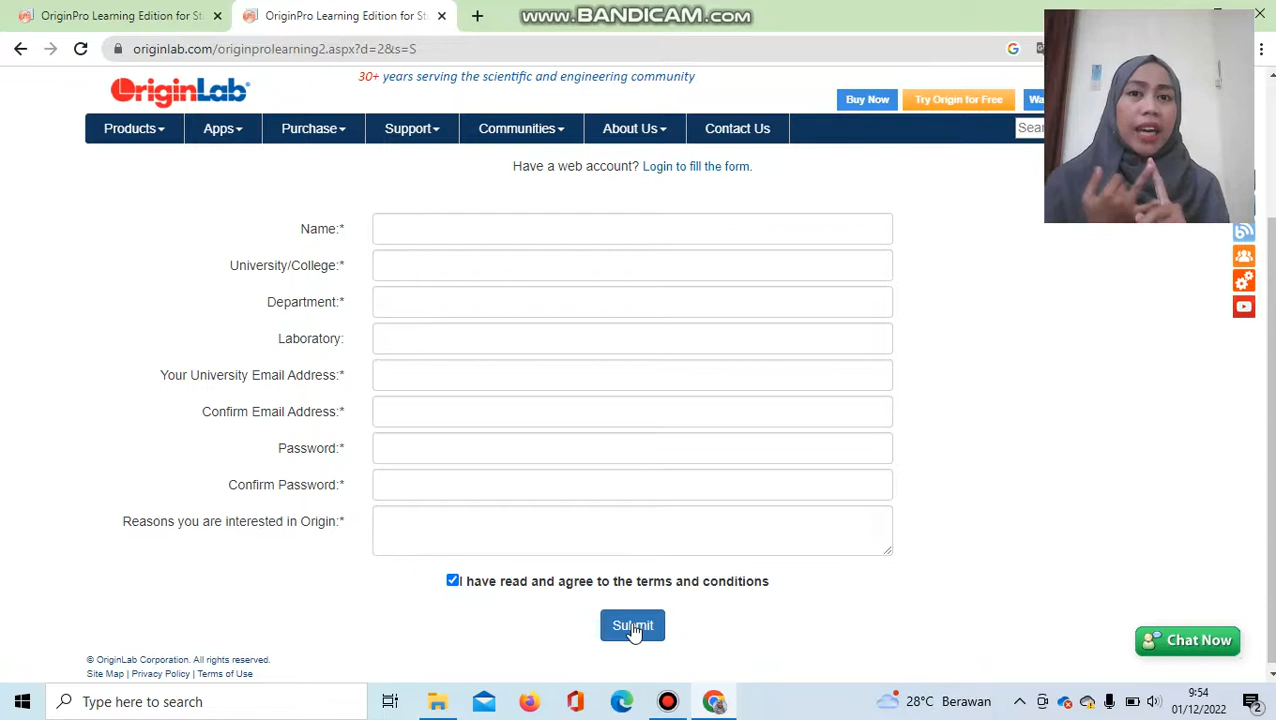 OriginPro Learning Edition for St
OriginPro Learning Edition for St
www.BANDICAM.com
originlab.com/originprolearning2.aspx?d=2&s=S
OriginLab
30+ years serving the scientific and engineering community
Buy Now
Try Origin for Free
Products
Apps
Purchase
Support
Communities
About Us
Contact Us
Have a web account? Login to fill the form.
Name:*
University/College:*
Department:*
Laboratory:
Your University Email Address:*
Confirm Email Address:*
Password:*
Confirm Password:*
Reasons you are interested in Origin:*
I have read and agree to the terms and conditions
Submit
Chat Now
© OriginLab Corporation. All rights reserved.
Site Map | Privacy Policy | Terms of Use
Type here to search
28°C Berawan
9:54
01/12/2022
2